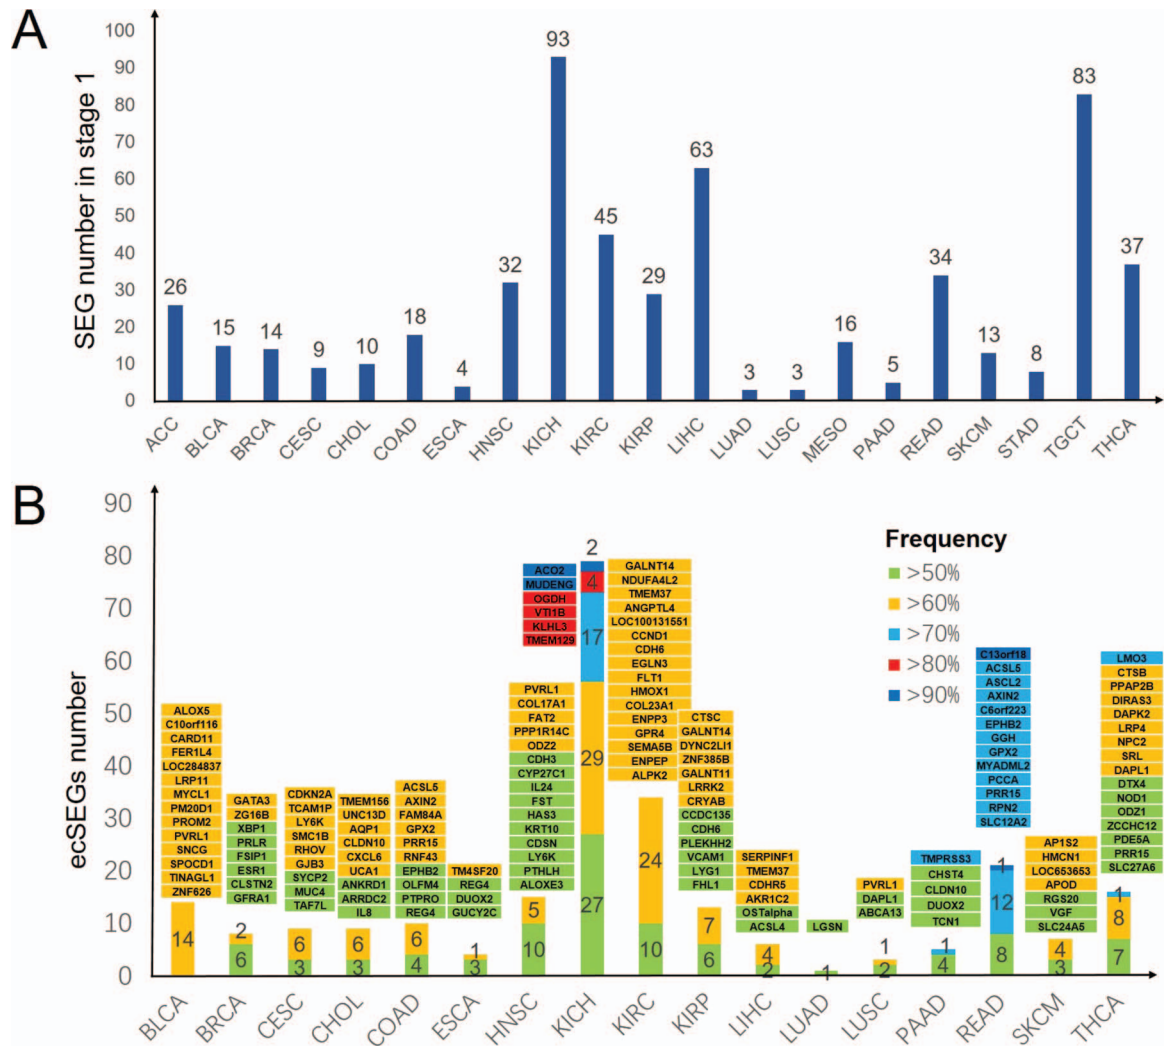 A
SEG number in stage 1
100
90
80
70
60
50
40
30
20
10
0
26
15
14
9
10
18
4
32
93
45
29
63
3
3
16
5
34
13
8
83
37
ACC
BLCA
BRCA
CESC
CHOL
COAD
ESCA
HNSC
KICH
KIRC
KIRP
LIHC
LUAD
LUSC
MESO
PAAD
READ
SKCM
STAD
TGCT
THCA
B
ecSEGs number
90
80
70
60
50
40
30
20
10
0
Frequency
>50%
>60%
>70%
>80%
>90%
ALOX5
C10orf116
CARD11
FER1L4
LOC284837
LRP11
MYCL1
PM20D1
PROM2
PVRL1
SNCG
SPOCD1
TINAGL1
ZNF626
14
GATA3
ZG16B
XBP1
PRLR
FSIP1
ESR1
CLSTN2
GFRA1
2
6
CDKN2A
TCAM1P
LY6K
SMC1B
RHOV
GJB3
SYCP2
MUC4
TAF7L
6
3
TMEM156
UNC13D
AQP1
CLDN10
CXCL6
UCA1
ANKRD1
ARRDC2
IL8
6
3
ACSL5
AXIN2
FAM84A
GPX2
PRR15
RNF43
EPHB2
OLFM4
PTPRO
REG4
6
4
TM4SF20
REG4
DUOX2
GUCY2C
1
3
ACO2
MUDENG
OGDH
VTI1B
KLHL3
TMEM129
PVRL1
COL17A1
FAT2
PPP1R14C
ODZ2
CDH3
CYP27C1
IL24
FST
HAS3
KRT10
CDSN
LY6K
PTHLH
ALOXE3
5
10
2
4
17
29
27
GALNT14
NDUFA4L2
TMEM37
ANGPTL4
LOC100131551
CCND1
CDH6
EGLN3
FLT1
HMOX1
COL23A1
ENPP3
GPR4
SEMA5B
ENPEP
ALPK2
24
10
CTSC
GALNT14
DYNC2LI1
ZNF385B
GALNT11
LRRK2
CRYAB
CCDC135
CDH6
PLEKHH2
VCAM1
LYG1
FHL1
7
6
SERPINF1
TMEM37
CDHR5
AKR1C2
OSTalpha
ACSL4
4
2
LGSN
1
PVRL1
DAPL1
ABCA13
1
2
TMPRSS3
CHST4
CLDN10
DUOX2
TCN1
1
4
C13orf18
ACSL5
ASCL2
AXIN2
C6orf223
EPHB2
GGH
GPX2
MYADML2
PCCA
PRR15
RPN2
SLC12A2
1
12
8
AP1S2
HMCN1
LOC653653
APOD
RGS20
VGF
SLC24A5
4
3
LMO3
CTSB
PPAP2B
DIRAS3
DAPK2
LRP4
NPC2
SRL
DAPL1
DTX4
NOD1
ODZ1
ZCCHC12
PDE5A
PRR15
SLC27A6
1
8
7
BLCA
BRCA
CESC
CHOL
COAD
ESCA
HNSC
KICH
KIRC
KIRP
LIHC
LUAD
LUSC
PAAD
READ
SKCM
THCA